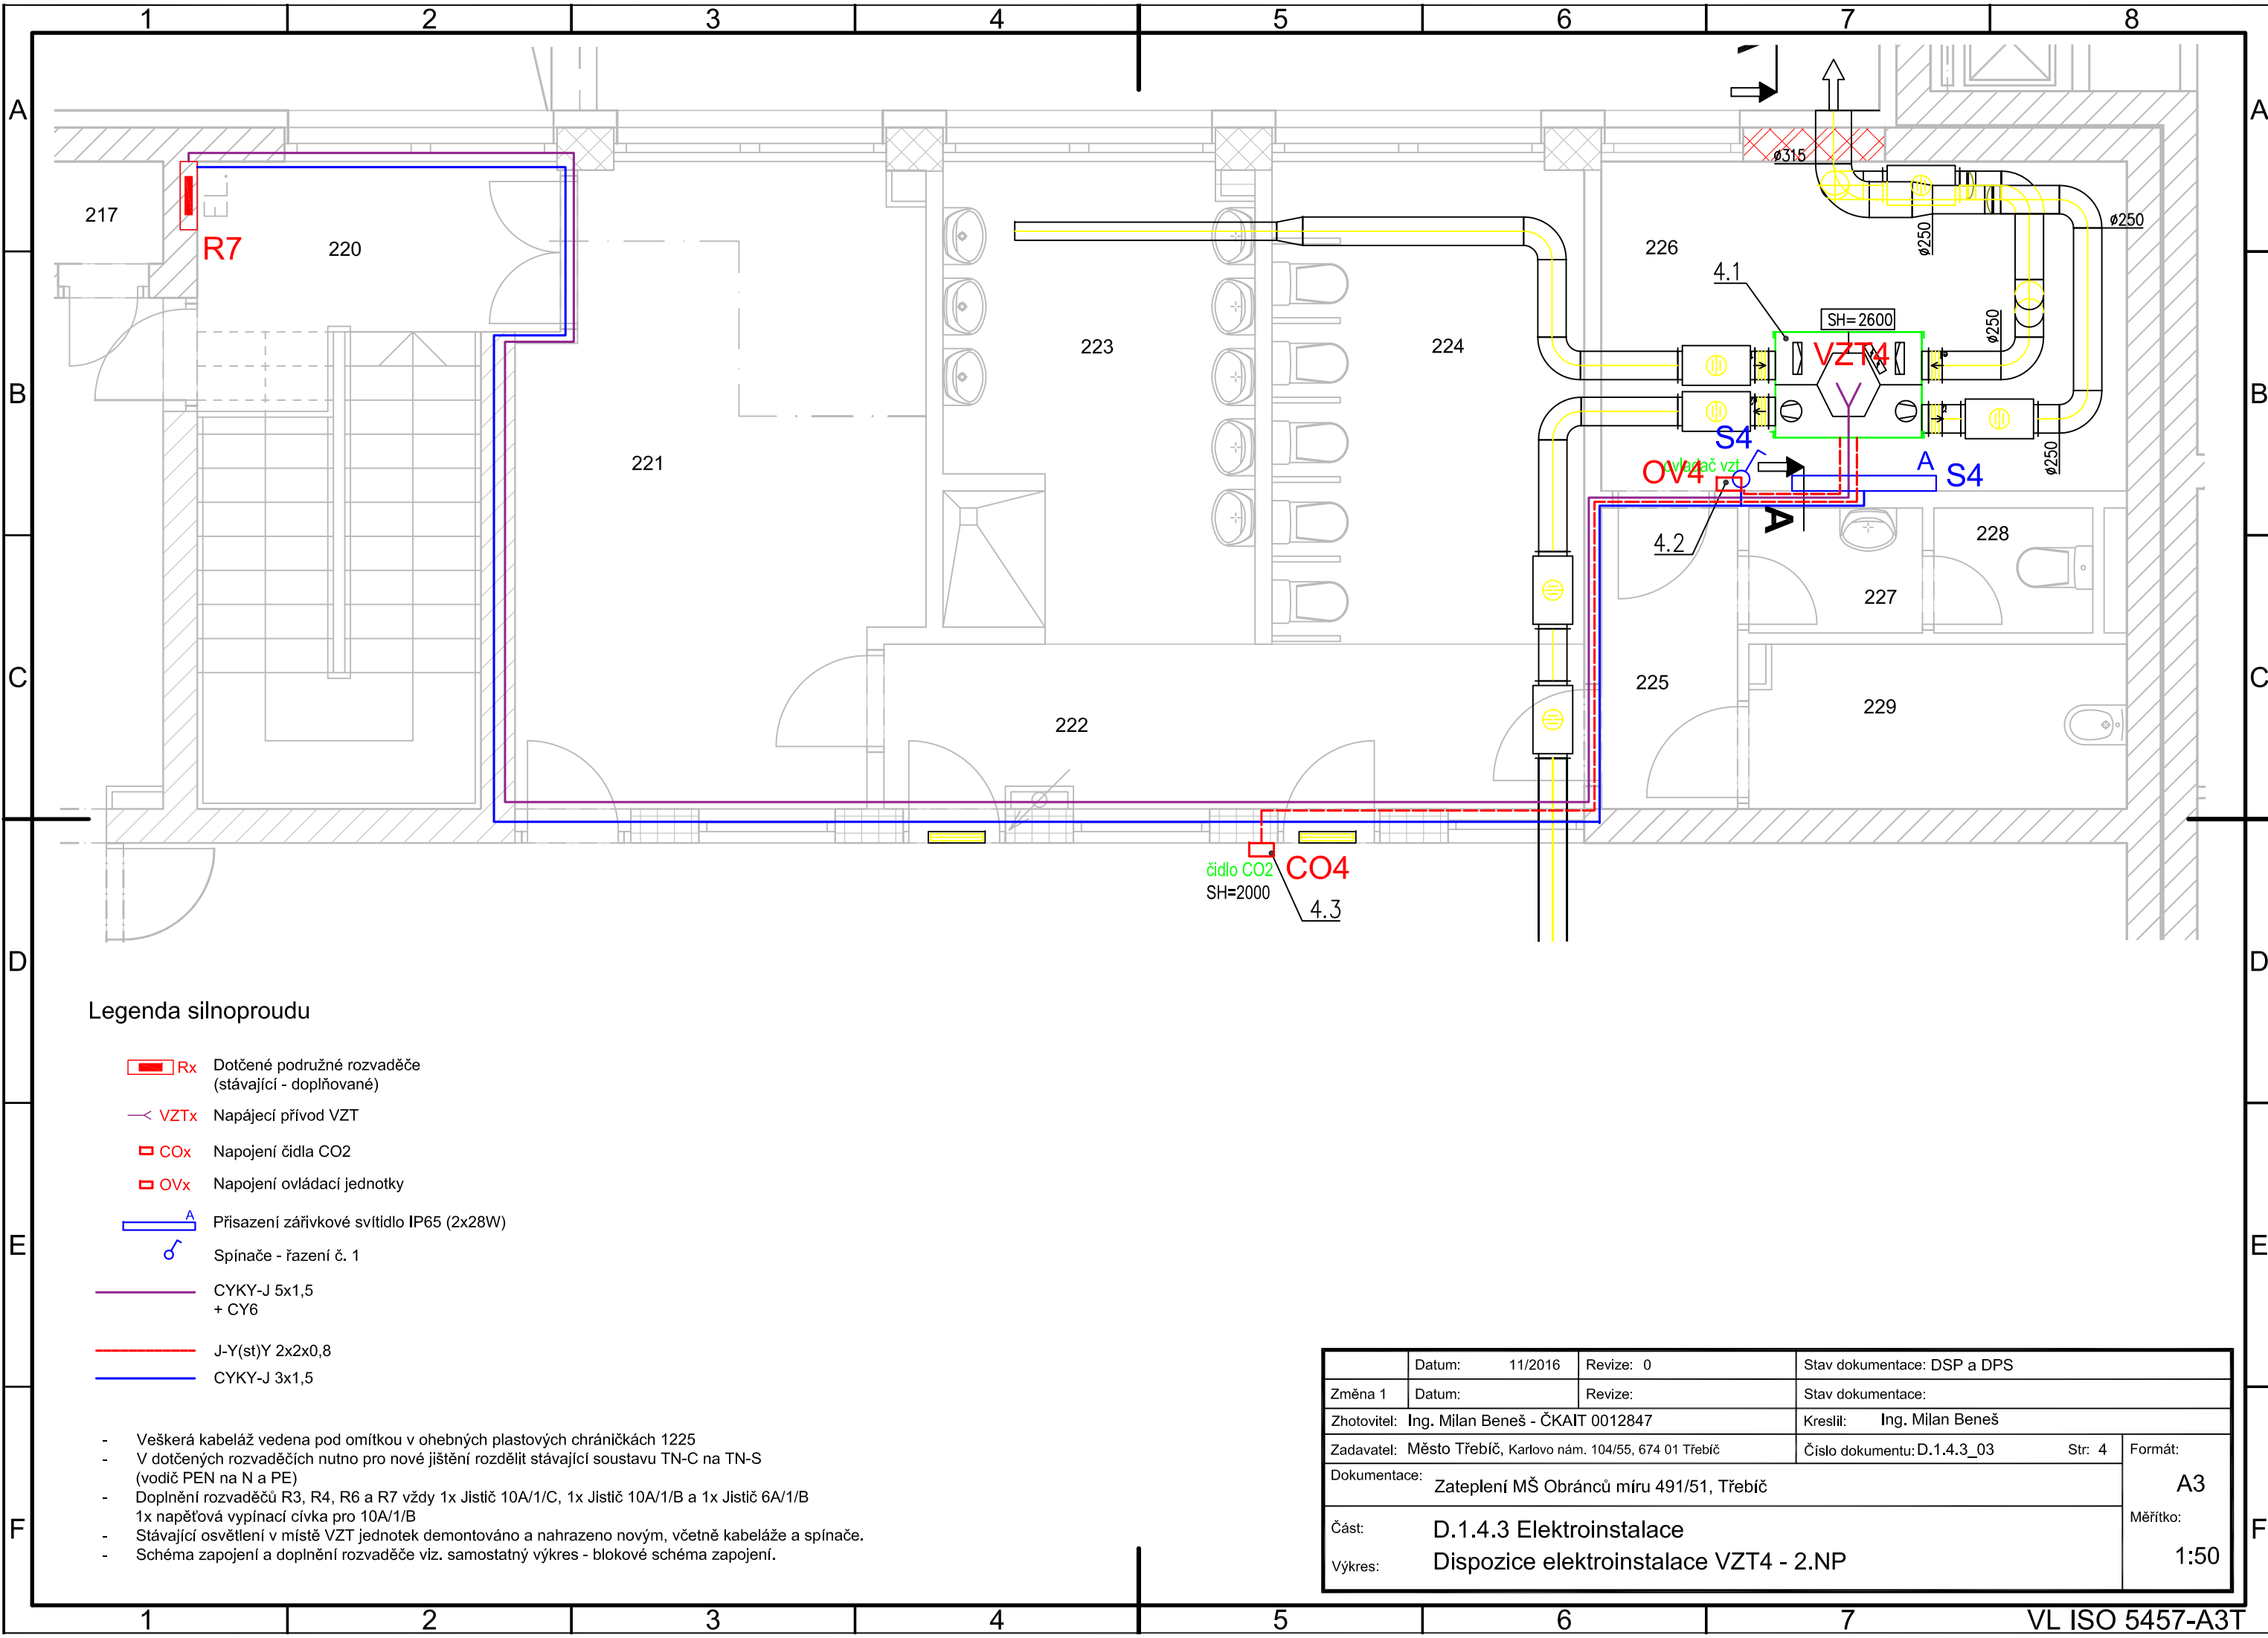 1 2 3 4 5 6 7 8
A A
B B
C C
D D
E E
F F
217
R7
220
221
222
223
224
225
226
227
228
229
ø315
ø250
ø250
ø250
ø250
4.1
SH=2600
VZT4
S4
ovladač vzt
OV4
A
S4
A
4.2
čidlo CO2
CO4
SH=2000
4.3
Legenda silnoproudu
Rx Dotčené podružné rozvaděče
(stávající - doplňované)
VZTx Napájecí přívod VZT
COx Napojení čidla CO2
OVx Napojení ovládací jednotky
A Přisazení zářivkové svítidlo IP65 (2x28W)
Spínače - řazení č. 1
CYKY-J 5x1,5
+ CY6
J-Y(st)Y 2x2x0,8
CYKY-J 3x1,5
- Veškerá kabeláž vedena pod omítkou v ohebných plastových chráničkách 1225
- V dotčených rozvaděčích nutno pro nové jištění rozdělit stávající soustavu TN-C na TN-S
(vodič PEN na N a PE)
- Doplnění rozvaděčů R3, R4, R6 a R7 vždy 1x Jistič 10A/1/C, 1x Jistič 10A/1/B a 1x Jistič 6A/1/B
1x napěťová vypínací cívka pro 10A/1/B
- Stávající osvětlení v místě VZT jednotek demontováno a nahrazeno novým, včetně kabeláže a spínače.
- Schéma zapojení a doplnění rozvaděče viz. samostatný výkres - blokové schéma zapojení.
Datum: 11/2016 Revize: 0 Stav dokumentace: DSP a DPS
Změna 1 Datum: Revize: Stav dokumentace:
Zhotovitel: Ing. Milan Beneš - ČKAIT 0012847 Kreslil: Ing. Milan Beneš
Zadavatel: Město Třebíč, Karlovo nám. 104/55, 674 01 Třebíč Číslo dokumentu: D.1.4.3_03 Str: 4 Formát:
A3
Dokumentace: Zateplení MŠ Obránců míru 491/51, Třebíč
Část: D.1.4.3 Elektroinstalace
Měřítko:
1:50
Výkres: Dispozice elektroinstalace VZT4 - 2.NP
1 2 3 4 5 6 7
VL ISO 5457-A3T